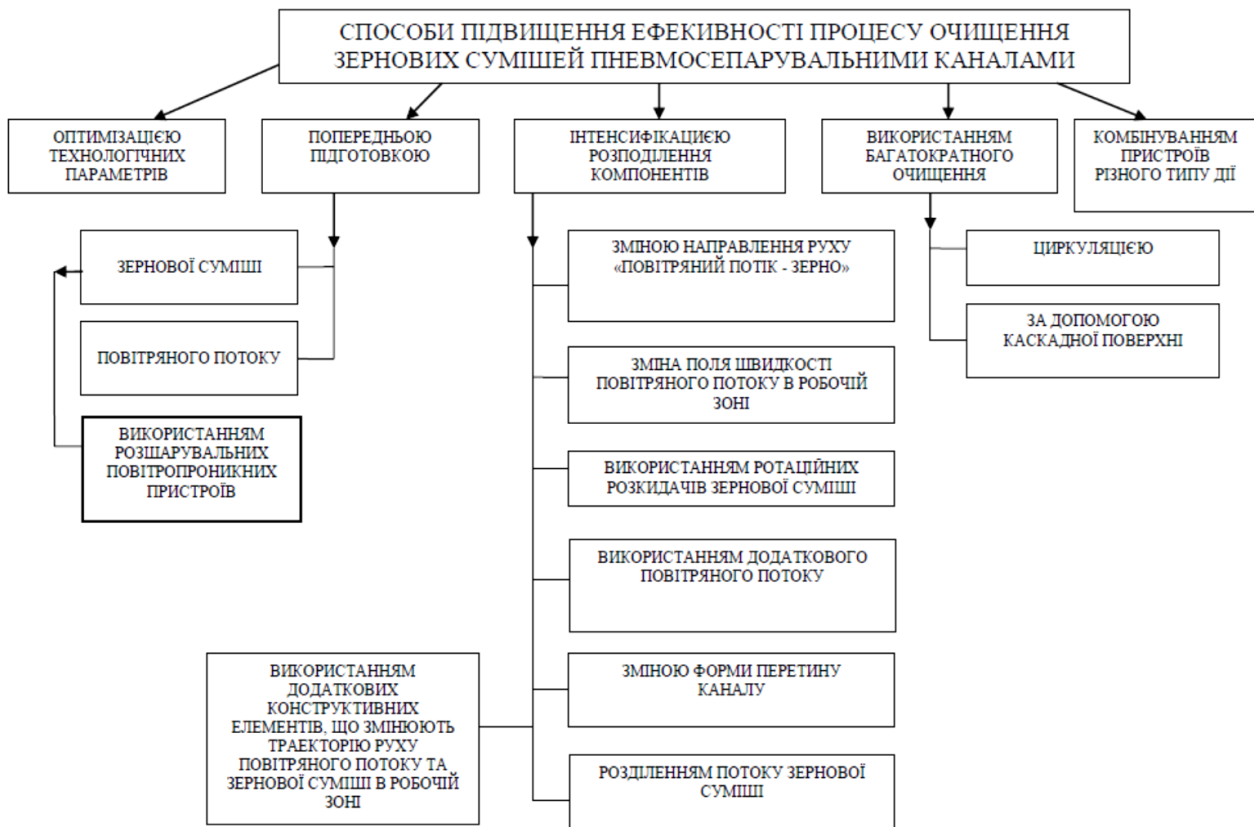 СПОСОБИ ПІДВИЩЕННЯ ЕФЕКИВНОСТІ ПРОЦЕСУ ОЧИЩЕННЯ
ЗЕРНОВИХ СУМІШЕЙ ПНЕВМОСЕПАРУВАЛЬНИМИ КАНАЛАМИ
ОПТИМІЗАЦІЄЮ
ТЕХНОЛОГІЧНИХ
ПАРАМЕТРІВ
ПОПЕРЕДНЬОЮ
ПІДГОТОВКОЮ
ІНТЕНСИФІКАЦІЄЮ
РОЗПОДІЛЕННЯ
КОМПОНЕНТІВ
ВИКОРИСТАННЯМ
БАГАТОКРАТНОГО
ОЧИЩЕННЯ
КОМБІНУВАННЯМ
ПРИСТРОЇВ
РІЗНОГО ТИПУ ДІЇ
ЗЕРНОВОЇ СУМІШІ
ПОВІТРЯНОГО ПОТОКУ
ВИКОРИСТАННЯМ
РОЗШАРУВАЛЬНИХ
ПОВІТРОПРОНИКНИХ
ПРИСТРОЇВ
ЗМІНОЮ НАПРАВЛЕННЯ РУХУ
«ПОВІТРЯНИЙ ПОТІК - ЗЕРНО»
ЗМІНА ПОЛЯ ШВИДКОСТІ
ПОВІТРЯНОГО ПОТОКУ В РОБОЧІЙ
ЗОНІ
ВИКОРИСТАННЯМ РОТАЦІЙНИХ
РОЗКИДАЧІВ ЗЕРНОВОЇ СУМІШІ
ВИКОРИСТАННЯМ ДОДАТКОВОГО
ПОВІТРЯНОГО ПОТОКУ
ЗМІНОЮ ФОРМИ ПЕРЕТИНУ
КАНАЛУ
РОЗДІЛЕННЯМ ПОТОКУ ЗЕРНОВОЇ
СУМІШІ
ВИКОРИСТАННЯМ
ДОДАТКОВИХ
КОНСТРУКТИВНИХ
ЕЛЕМЕНТІВ, ЩО ЗМІНЮЮТЬ
ТРАЕКТОРІЮ РУХУ
ПОВІТРЯНОГО ПОТОКУ ТА
ЗЕРНОВОЇ СУМІШІ В РОБОЧІЙ
ЗОНІ
ЦИРКУЛЯЦІЄЮ
ЗА ДОПОМОГОЮ
КАСКАДНОЇ ПОВЕРХНІ